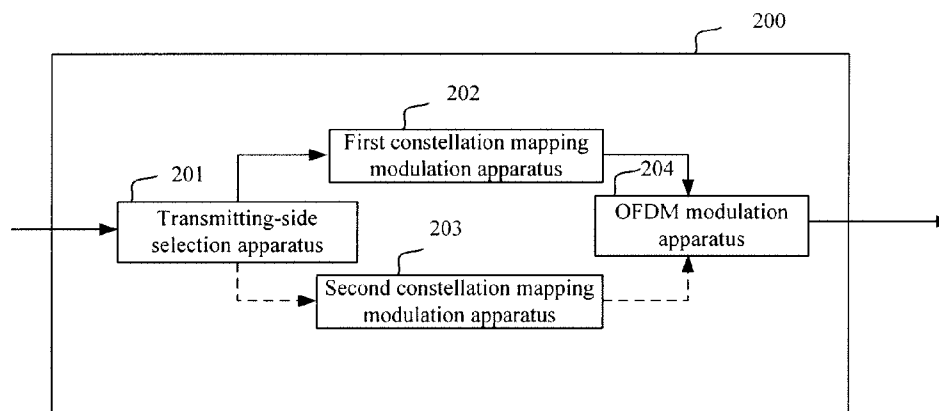 200
202
First constellation mapping
modulation apparatus
201
Transmitting-side
selection apparatus
204
OFDM modulation
apparatus
203
Second constellation mapping
modulation apparatus